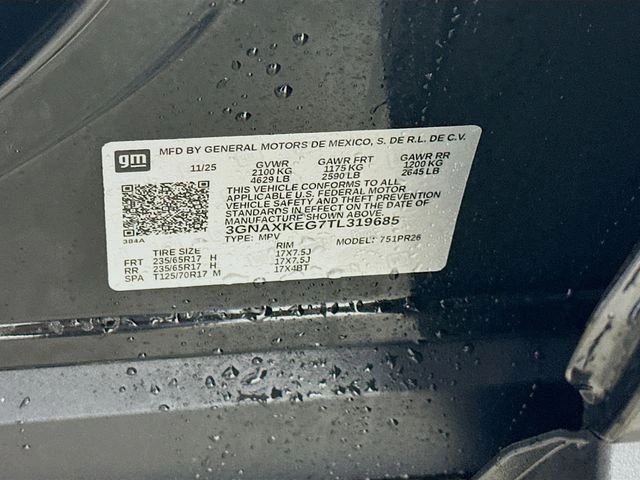 gm MFD BY GENERAL MOTORS DE MEXICO, S. DE R.L. DE C.V.
11/25 GVWR GAWR FRT GAWR RR
2100 KG 1175 KG 1200 KG
4629 LB 2590 LB 2645 LB
THIS VEHICLE CONFORMS TO ALL
APPLICABLE U.S. FEDERAL MOTOR
VEHICLE SAFETY AND THEFT PREVENTION
STANDARDS IN EFFECT ON THE DATE OF
MANUFACTURE SHOWN ABOVE.
3GNAXKEG7TL319685
384A TYPE: MPV MODEL: 751PR26
TIRE SIZE RIM
FRT 235/65R17 H 17X7.5J
RR 235/65R17 H 17X7.5J
SPA T125/70R17 M 17X4BT